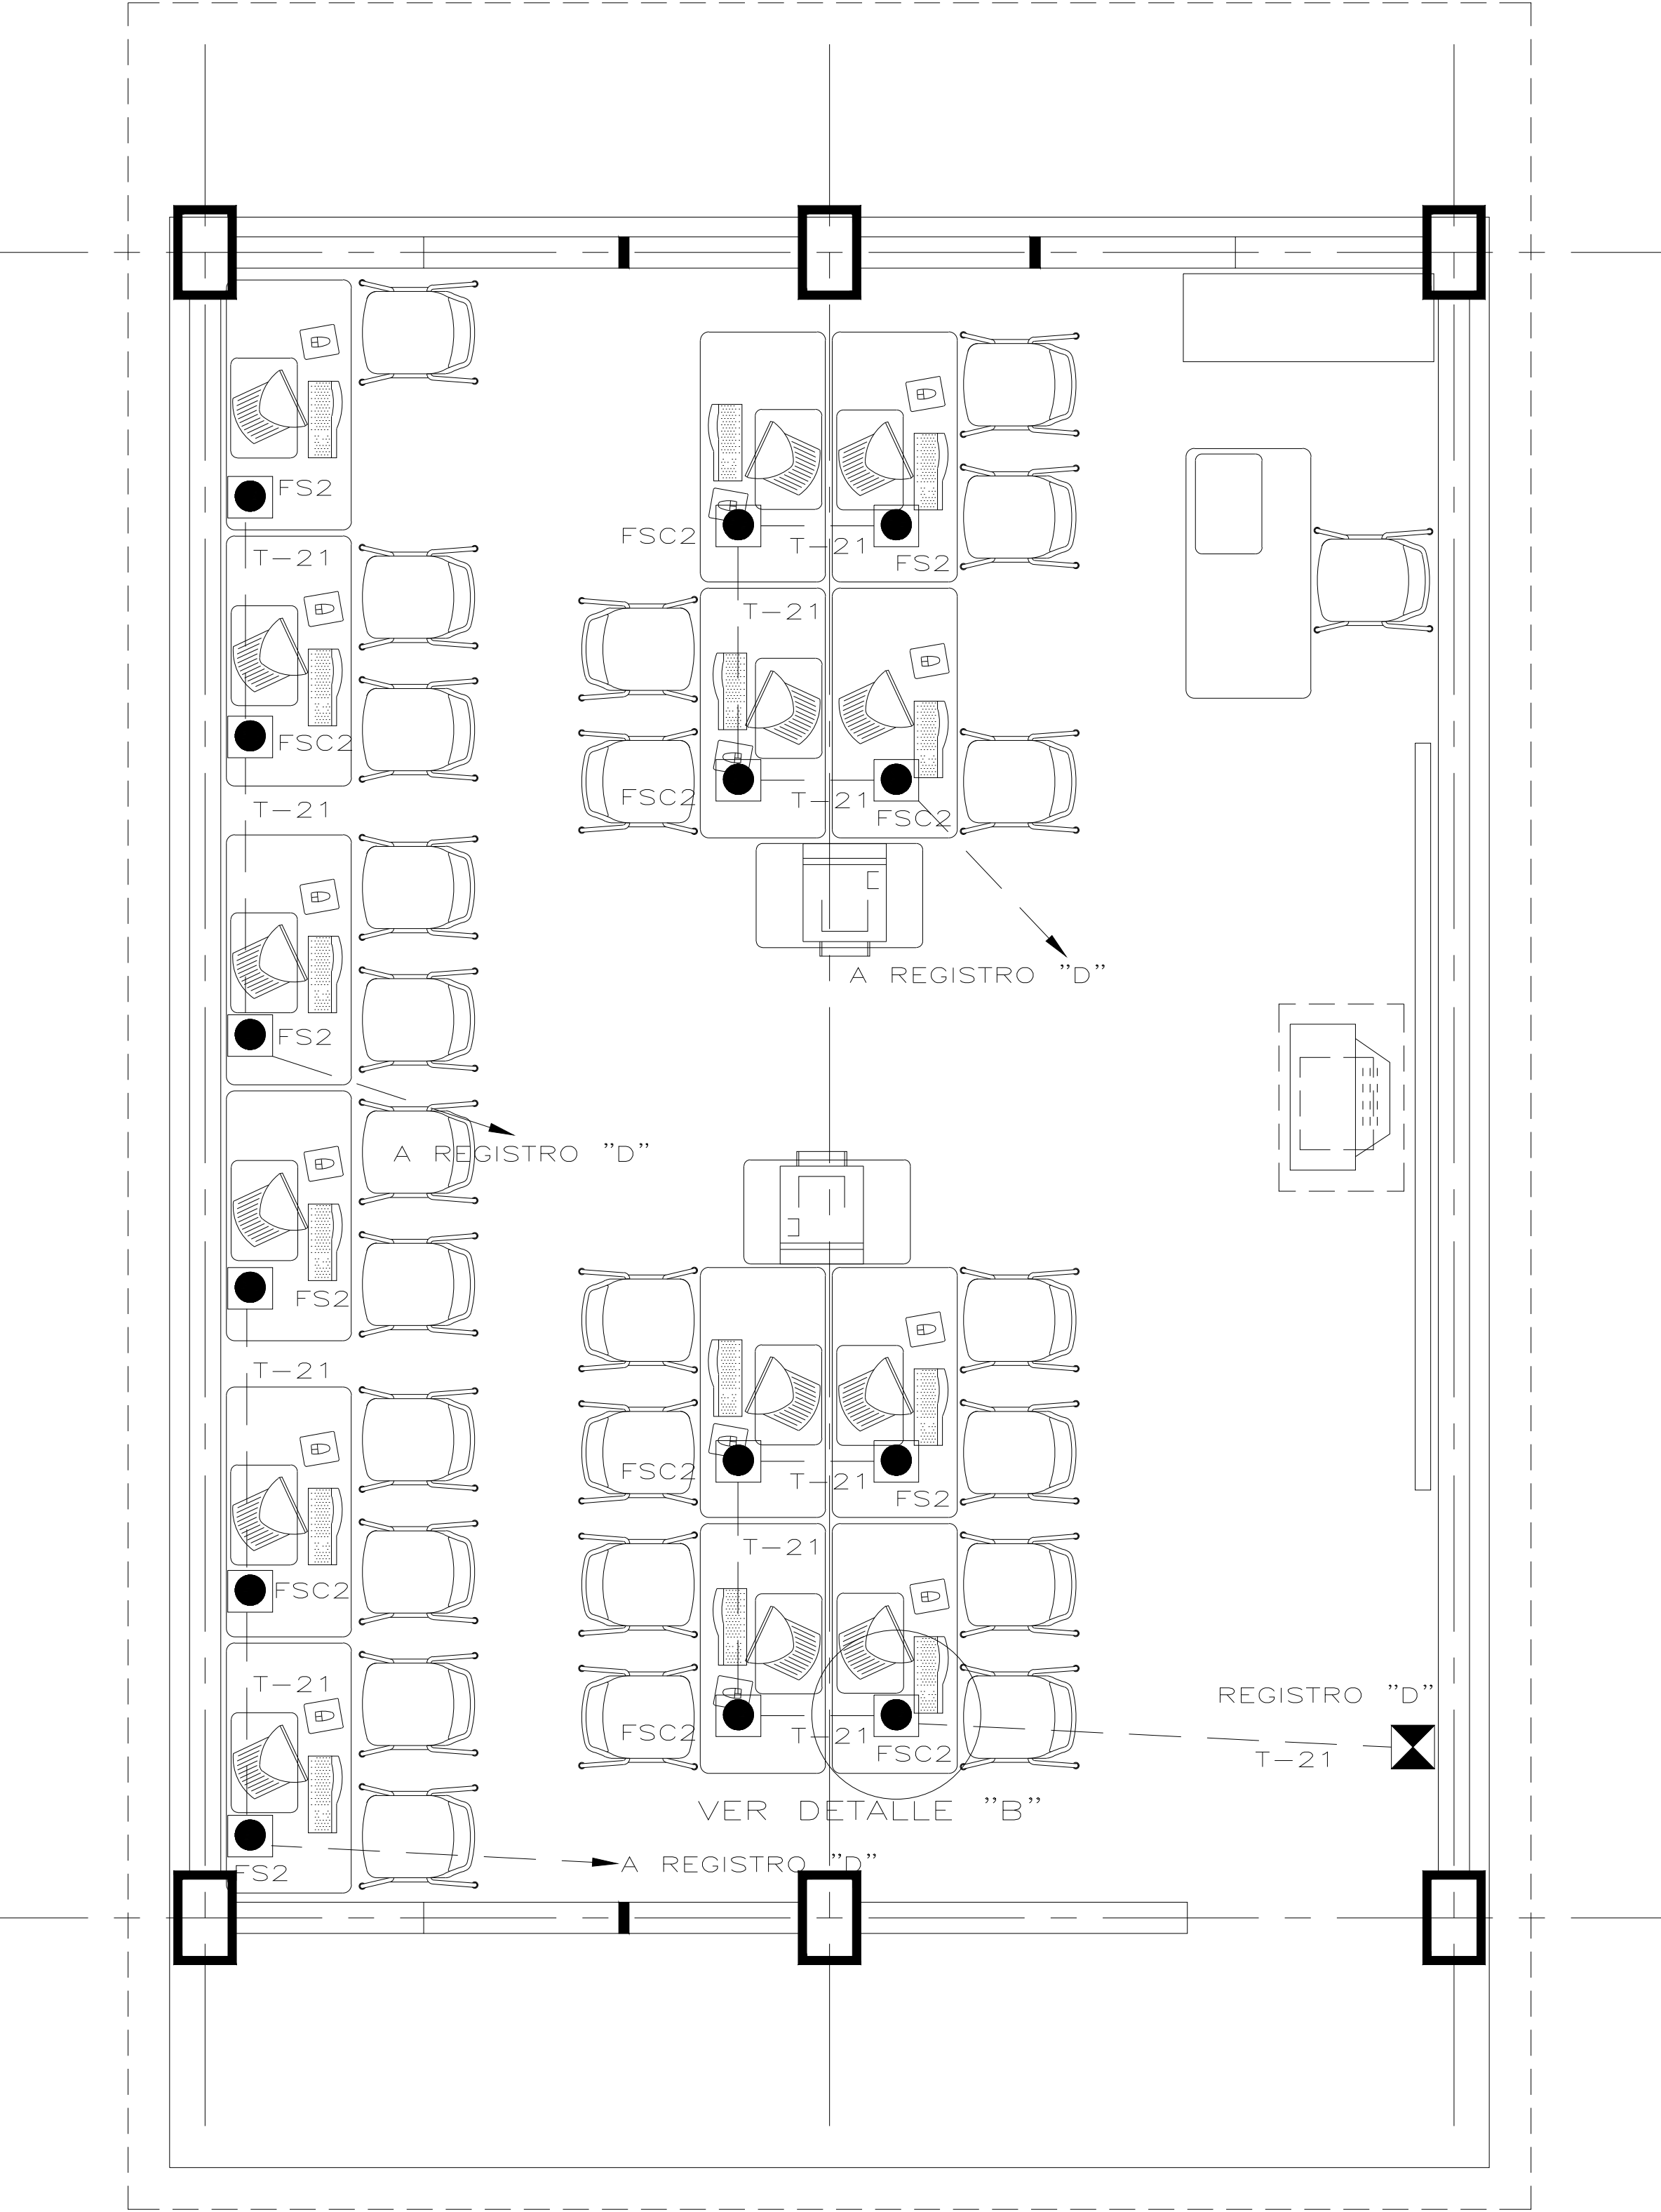 FS2
FSC2
T-21
FS2
T-21
T-21
FSC2
FSC2
T-21
FSC2
T-21
FSC2
A REGISTRO ”D”
FS2
A REGISTRO ”D”
FS2
T-21
FSC2
T-21
FS2
T-21
FSC2
T-21
REGISTRO ”D”
FSC2
T-21
FSC2
T-21
VER DETALLE ”B”
A REGISTRO ”D”
FS2